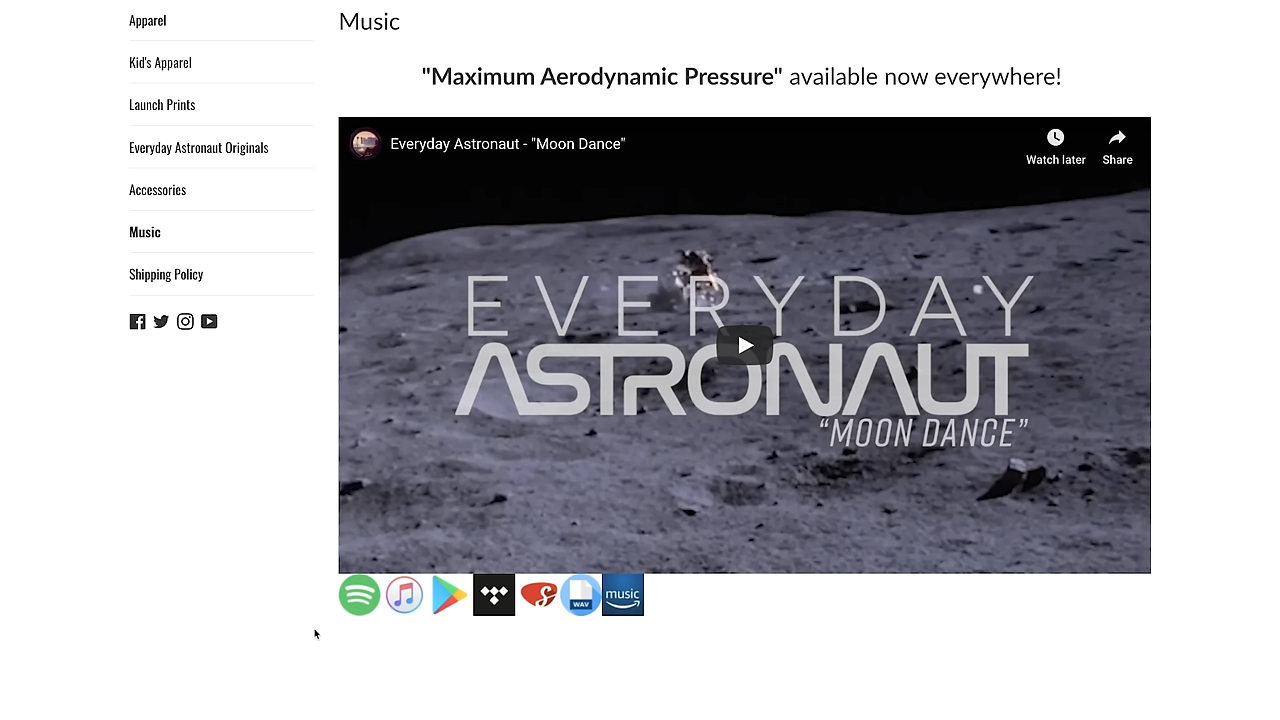 Apparel
Kid's Apparel
Launch Prints
Everyday Astronaut Originals
Accessories
Music
Shipping Policy
Music
"Maximum Aerodynamic Pressure" available now everywhere!
Everyday Astronaut - "Moon Dance"
Watch later
Share
EVERYDAY
ASTRONAUT
“MOON DANCE”
S
WAV
music